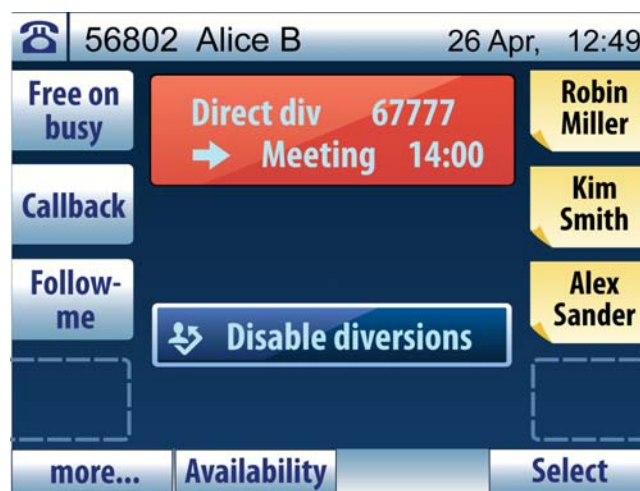 56802 Alice B 26 Apr, 12:49
Free on
busy
Direct div 67777
Meeting 14:00
Robin
Miller
Callback
Kim
Smith
Follow-
me
Disable diversions
Alex
Sander
more... Availability Select